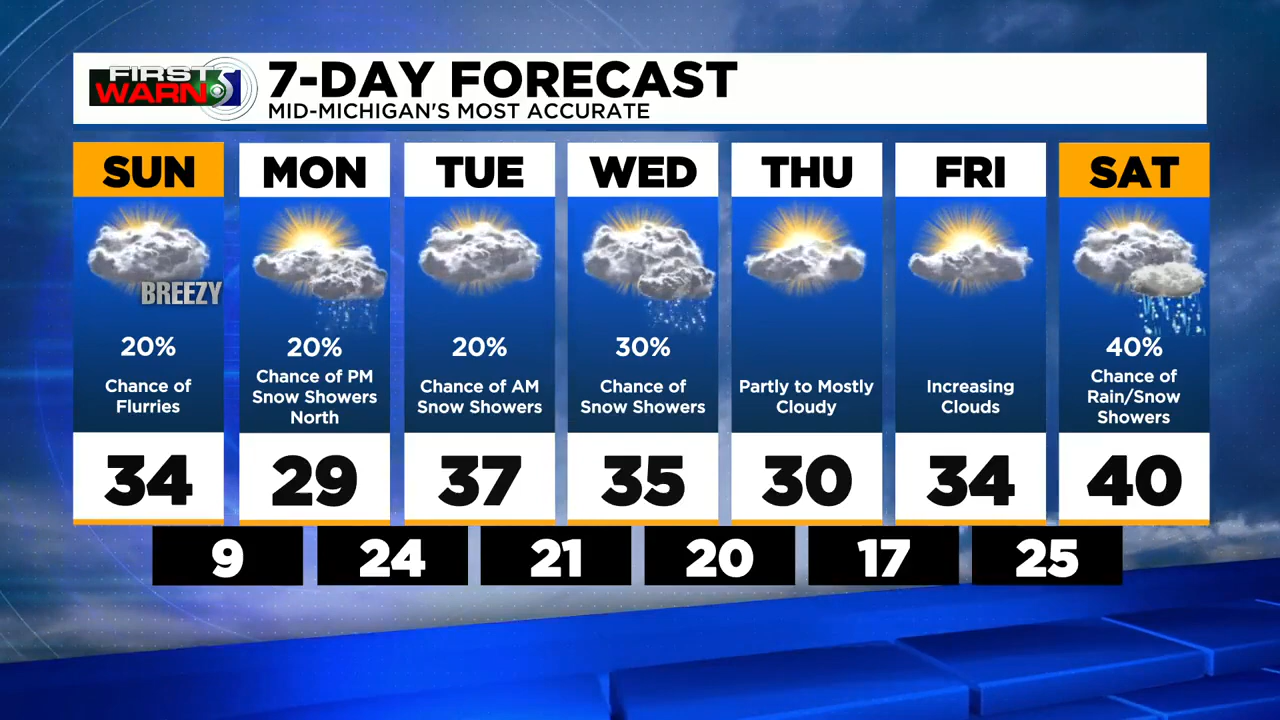 FIRST
WARN 5
7-DAY FORECAST
MID-MICHIGAN'S MOST ACCURATE
SUN
BREEZY
20%
Chance of
Flurries
34
MON
20%
Chance of PM
Snow Showers
North
29
TUE
20%
Chance of AM
Snow Showers
37
WED
30%
Chance of
Snow Showers
35
THU
Partly to Mostly
Cloudy
30
FRI
Increasing
Clouds
34
SAT
40%
Chance of
Rain/Snow
Showers
40
9
24
21
20
17
25